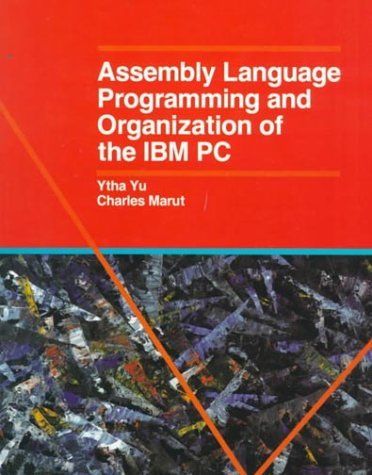 Assembly Language
Programming and
Organization of
the IBM PC
Ytha Yu
Charles Marut